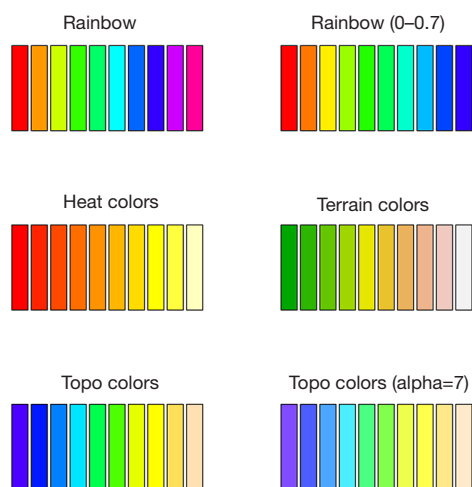 Rainbow
Rainbow (0–0.7)
Heat colors
Terrain colors
Topo colors
Topo colors (alpha=7)